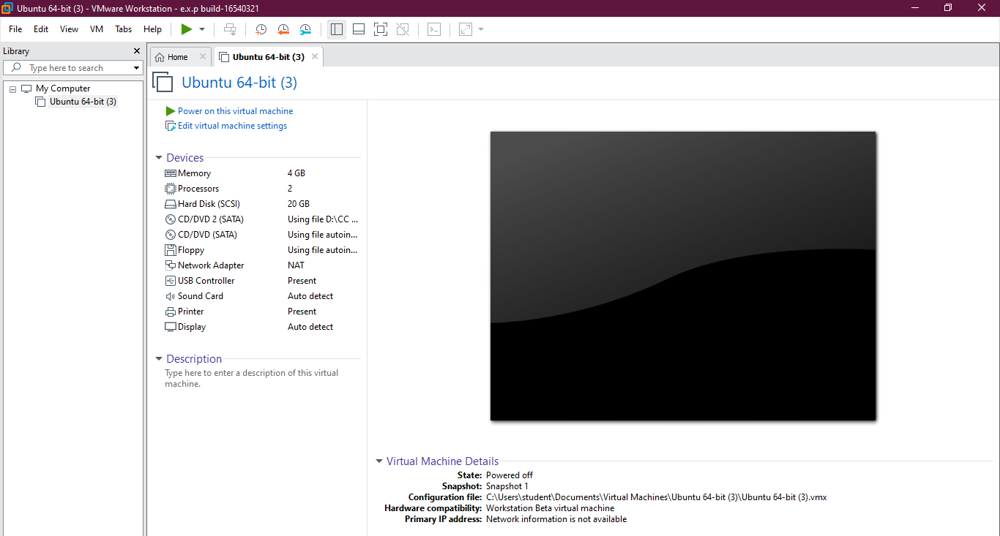 Ubuntu 64-bit (3) - VMware Workstation - e.x.p build-16540321
File Edit View VM Tabs Help
Library
Type here to search
My Computer
Ubuntu 64-bit (3)
Home
Ubuntu 64-bit (3)
Ubuntu 64-bit (3)
Power on this virtual machine
Edit virtual machine settings
Devices
Memory 4 GB
Processors 2
Hard Disk (SCSI) 20 GB
CD/DVD 2 (SATA) Using file D:\CC ...
CD/DVD (SATA) Using file autoin...
Floppy Using file autoin...
Network Adapter NAT
USB Controller Present
Sound Card Auto detect
Printer Present
Display Auto detect
Description
Type here to enter a description of this virtual
machine.
Virtual Machine Details
State: Powered off
Snapshot: Snapshot 1
Configuration file: C:\Users\student\Documents\Virtual Machines\Ubuntu 64-bit (3)\Ubuntu 64-bit (3).vmx
Hardware compatibility: Workstation Beta virtual machine
Primary IP address: Network information is not available